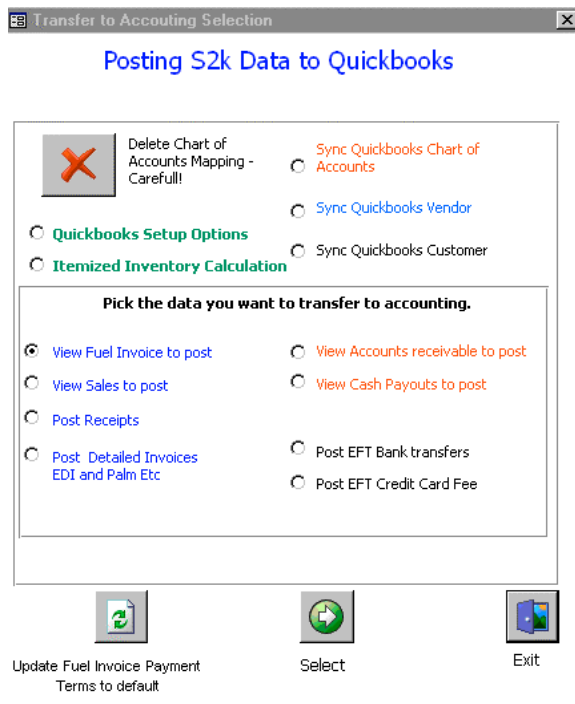 Transfer to Accouting Selection
Posting S2k Data to Quickbooks
Delete Chart of
Accounts Mapping -
Carefull!
Sync Quickbooks Chart of
Accounts
Sync Quickbooks Vendor
Quickbooks Setup Options
Sync Quickbooks Customer
Itemized Inventory Calculation
Pick the data you want to transfer to accounting.
View Fuel Invoice to post
View Accounts receivable to post
View Sales to post
View Cash Payouts to post
Post Receipts
Post Detailed Invoices
EDI and Palm Etc
Post EFT Bank transfers
Post EFT Credit Card Fee
Update Fuel Invoice Payment
Terms to default
Select
Exit